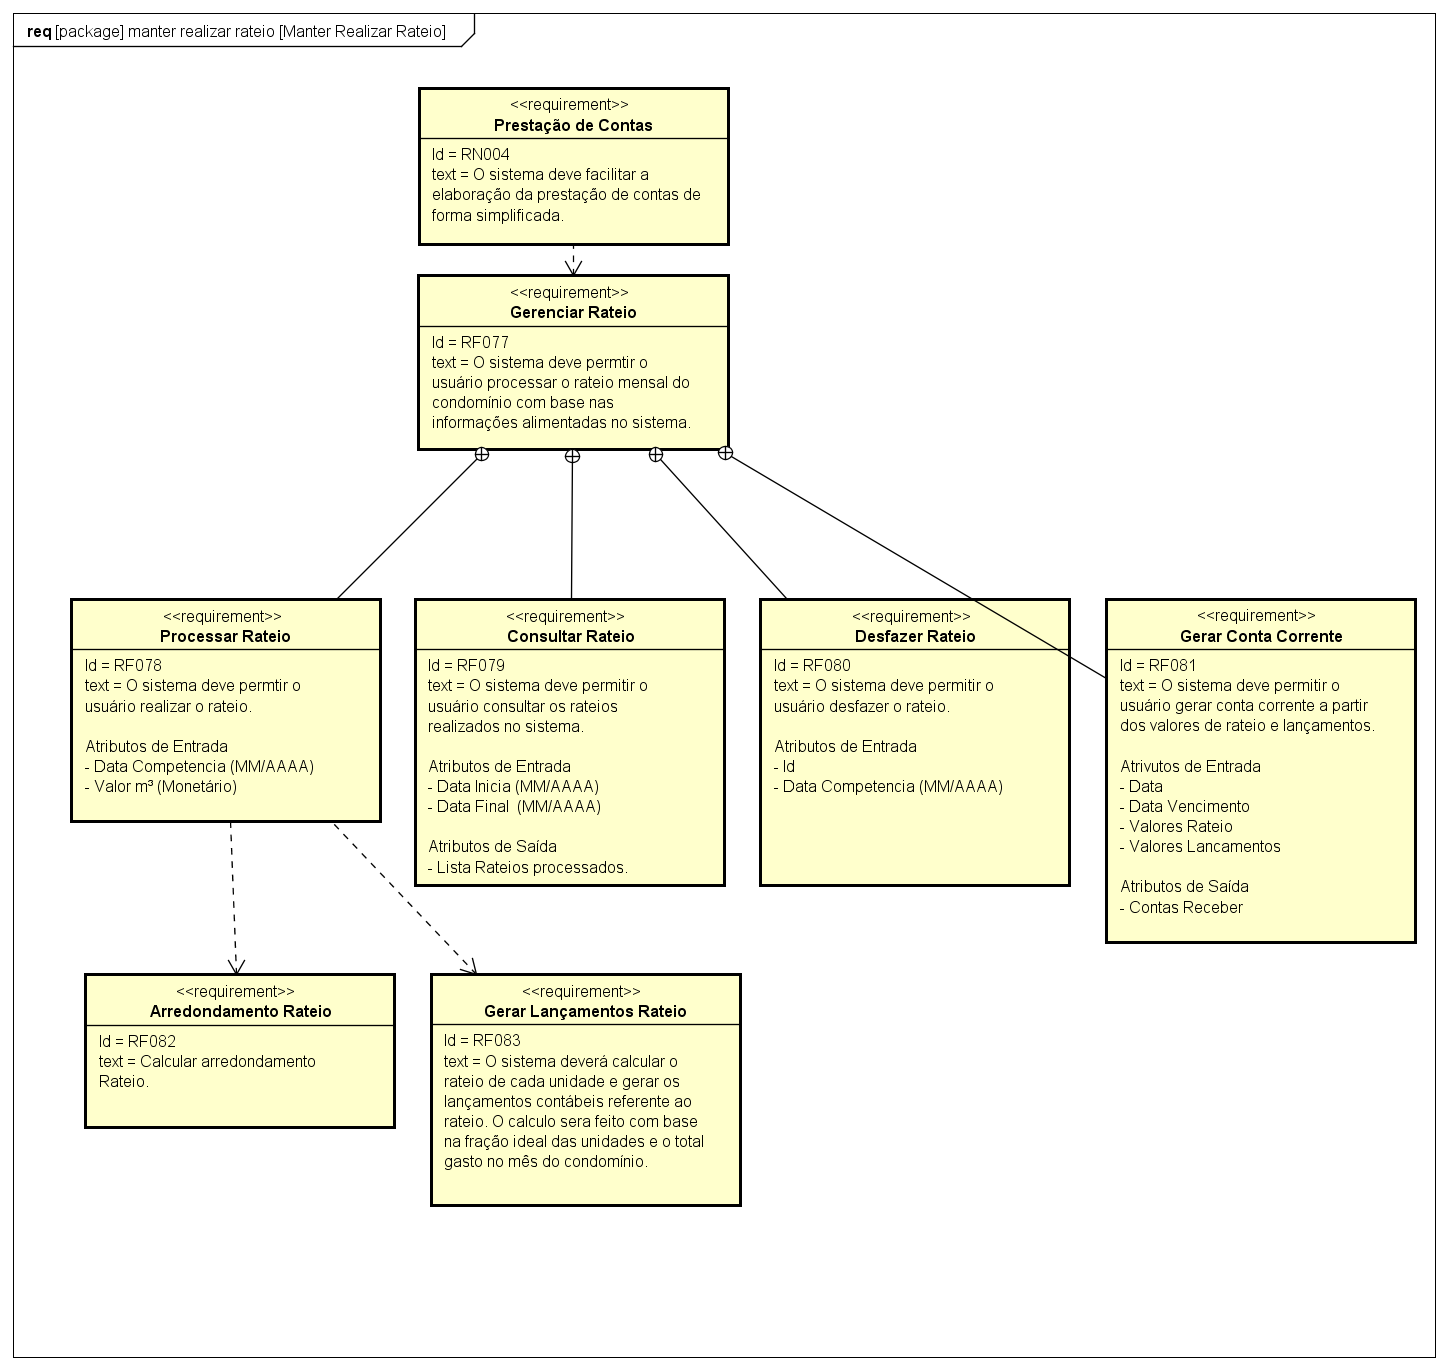 req [package] manter realizar rateio [Manter Realizar Rateio]
<<requirement>>
Prestação de Contas
Id = RN004
text = O sistema deve facilitar a
elaboração da prestação de contas de
forma simplificada.
<<requirement>>
Gerenciar Rateio
Id = RF077
text = O sistema deve permtir o
usuário processar o rateio mensal do
condomínio com base nas
informações alimentadas no sistema.
<<requirement>>
Processar Rateio
Id = RF078
text = O sistema deve permtir o
usuário realizar o rateio.
Atributos de Entrada
- Data Competencia (MM/AAAA)
- Valor m³ (Monetário)
<<requirement>>
Consultar Rateio
Id = RF079
text = O sistema deve permitir o
usuário consultar os rateios
realizados no sistema.
Atributos de Entrada
- Data Inicia (MM/AAAA)
- Data Final  (MM/AAAA)
Atributos de Saída
- Lista Rateios processados.
<<requirement>>
Desfazer Rateio
Id = RF080
text = O sistema deve permitir o
usuário desfazer o rateio.
Atributos de Entrada
- Id
- Data Competencia (MM/AAAA)
<<requirement>>
Gerar Conta Corrente
Id = RF081
text = O sistema deve permitir o
usuário gerar conta corrente a partir
dos valores de rateio e lançamentos.
Atrivutos de Entrada
- Data
- Data Vencimento
- Valores Rateio
- Valores Lancamentos
Atributos de Saída
- Contas Receber
<<requirement>>
Arredondamento Rateio
Id = RF082
text = Calcular arredondamento
Rateio.
<<requirement>>
Gerar Lançamentos Rateio
Id = RF083
text = O sistema deverá calcular o
rateio de cada unidade e gerar os
lançamentos contábeis referente ao
rateio. O calculo sera feito com base
na fração ideal das unidades e o total
gasto no mês do condomínio.